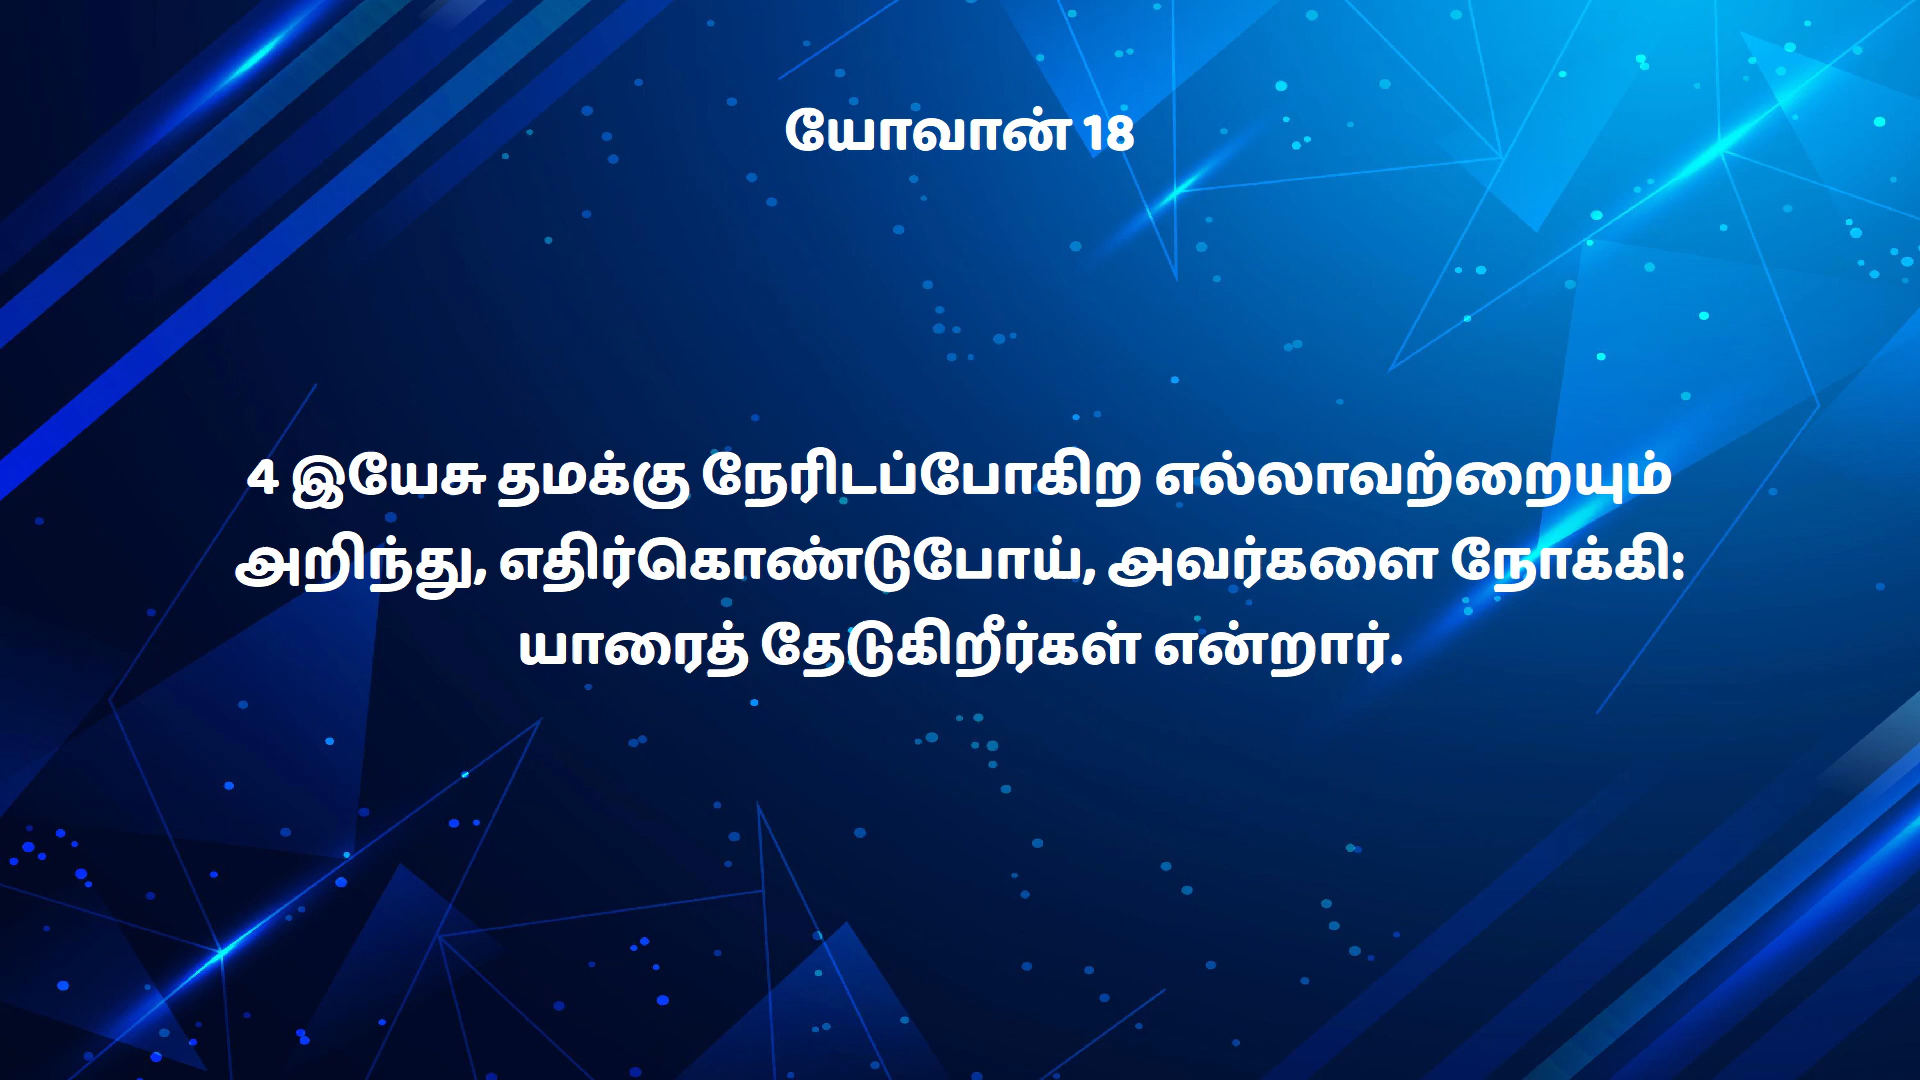 யோவான் 18
4 இயேசு தமக்கு நேரிடப்போகிற எல்லாவற்றையும்
அறிந்து, எதிர்கொண்டுபோய், அவர்களை நோக்கி:
யாரைத் தேடுகிறீர்கள் என்றார்.